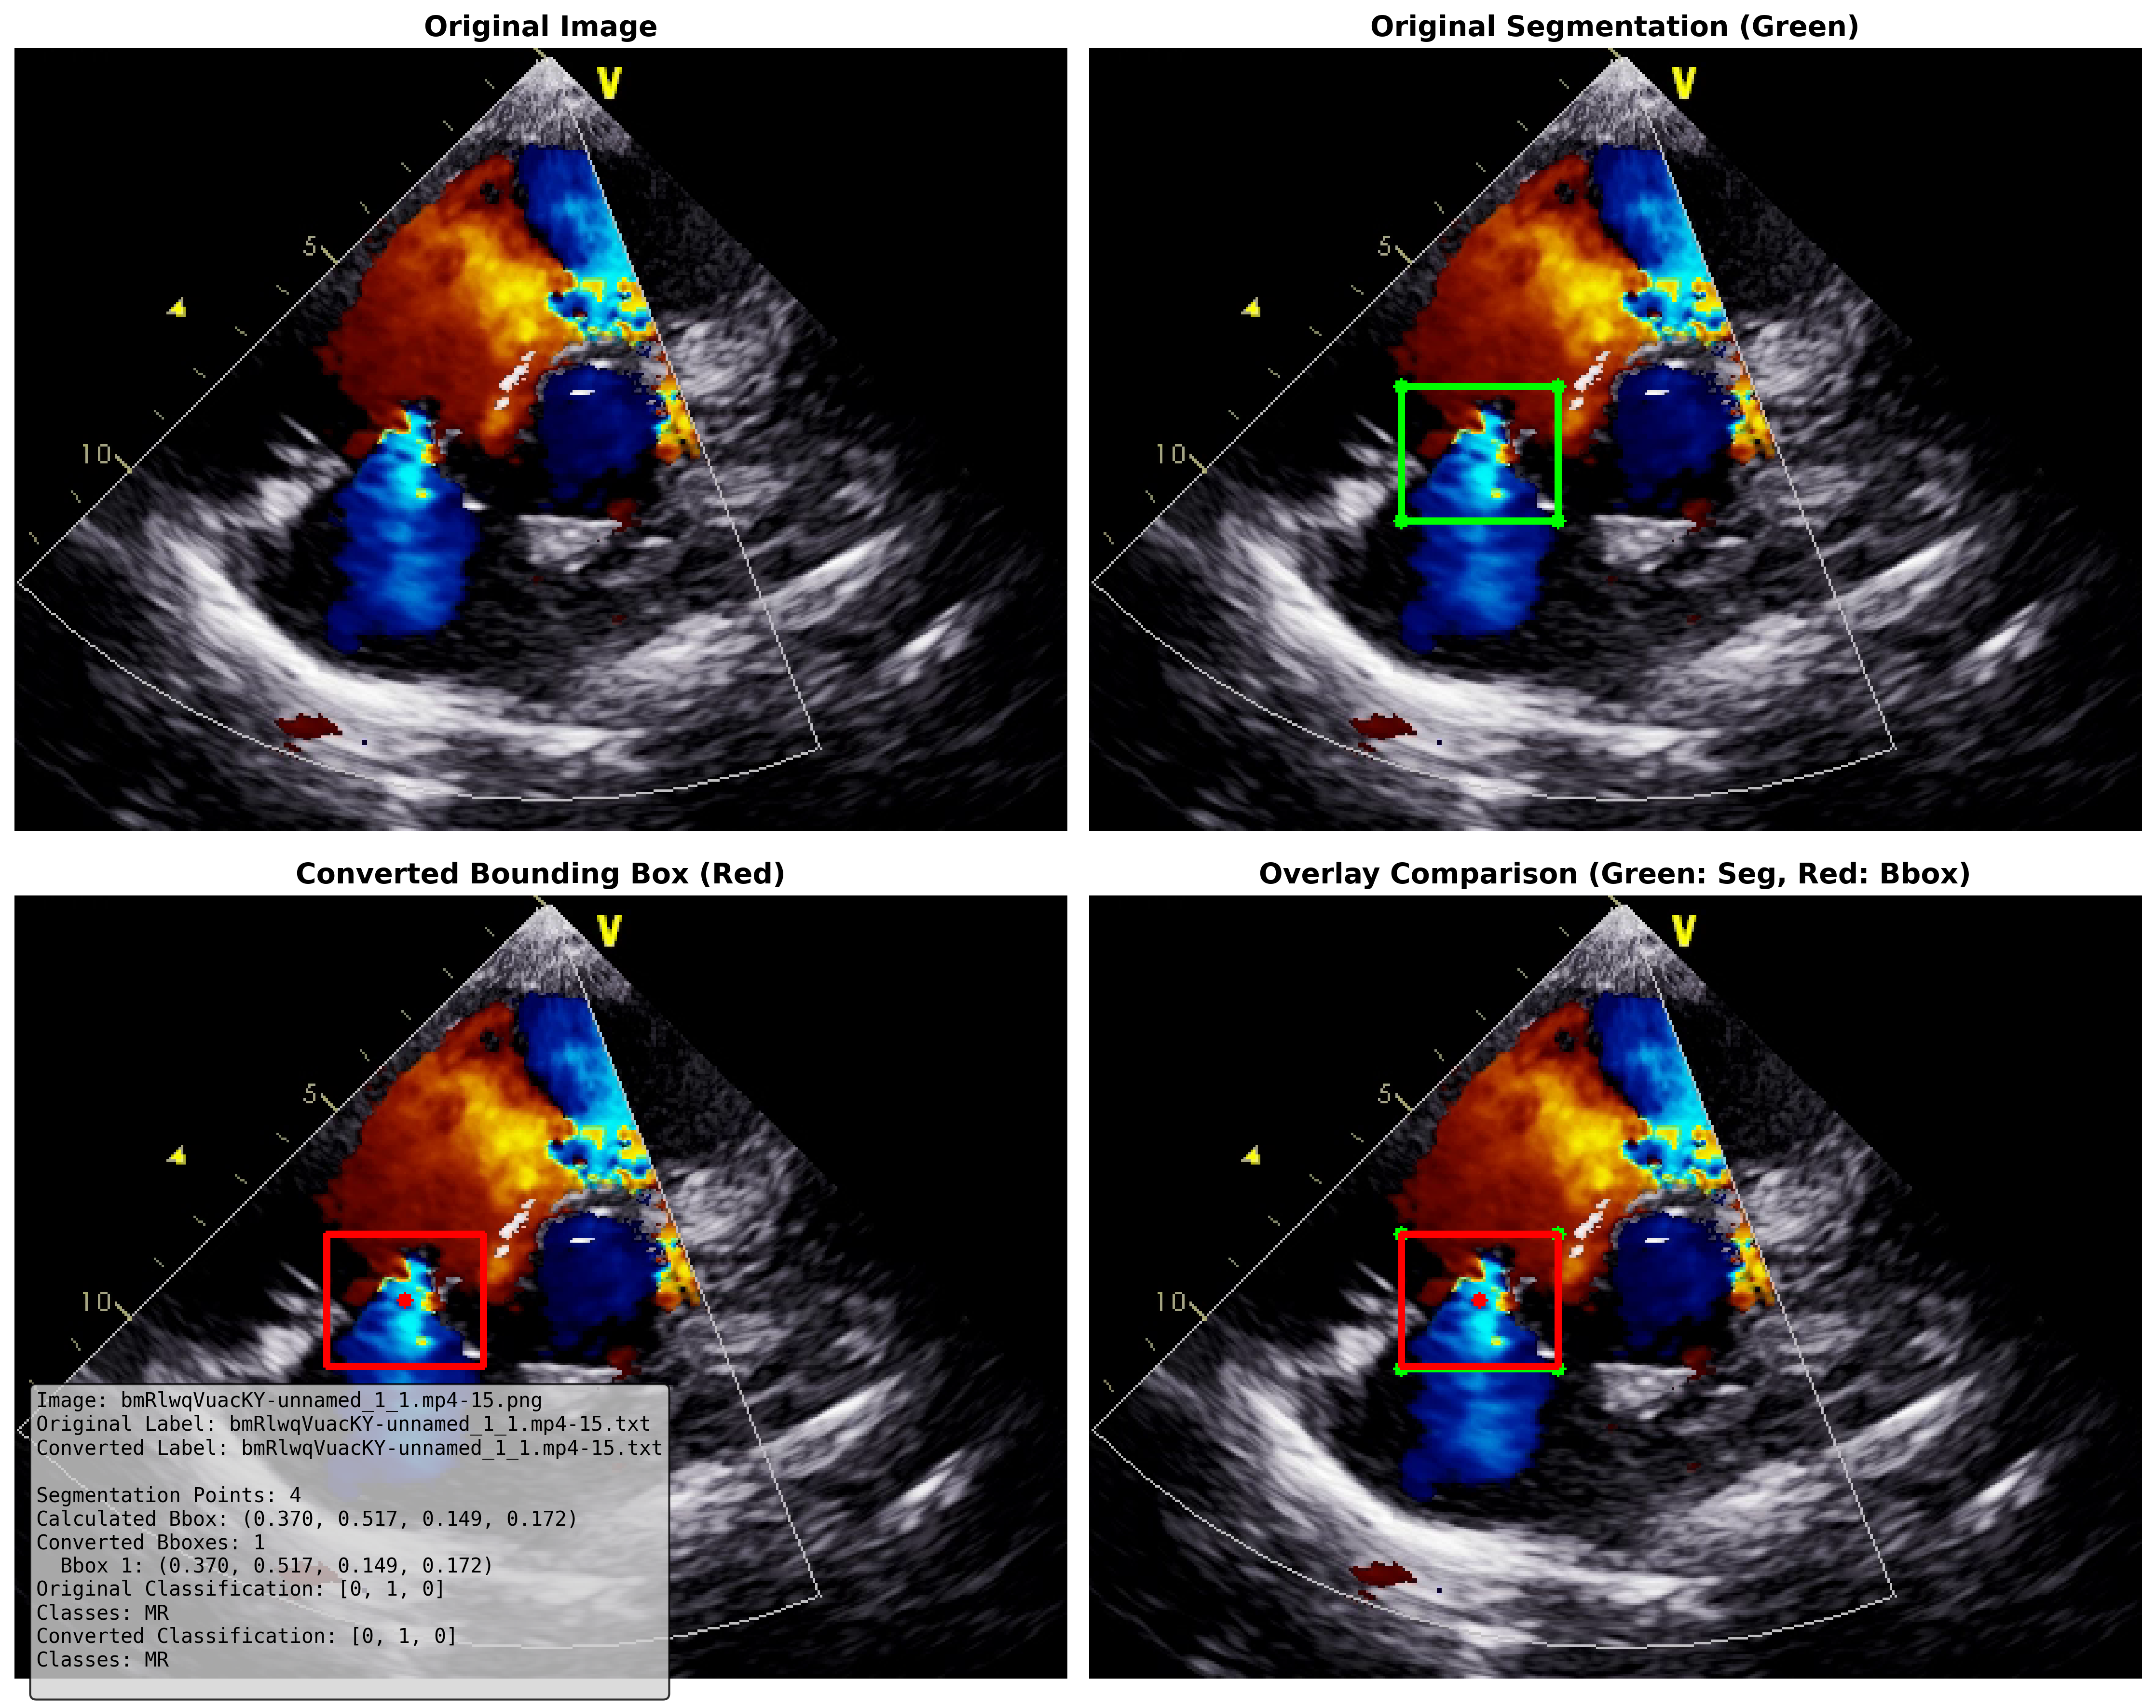 Original Image
V
5
10
Original Segmentation (Green)
V
5
10
Converted Bounding Box (Red)
V
5
10
Image: bmRlwqVuacKY-unnamed_1_1.mp4-15.png
Original Label: bmRlwqVuacKY-unnamed_1_1.mp4-15.txt
Converted Label: bmRlwqVuacKY-unnamed_1_1.mp4-15.txt
Segmentation Points: 4
Calculated Bbox: (0.370, 0.517, 0.149, 0.172)
Converted Bboxes: 1
Bbox 1: (0.370, 0.517, 0.149, 0.172)
Original Classification: [0, 1, 0]
Classes: MR
Converted Classification: [0, 1, 0]
Classes: MR
Overlay Comparison (Green: Seg, Red: Bbox)
V
5
10